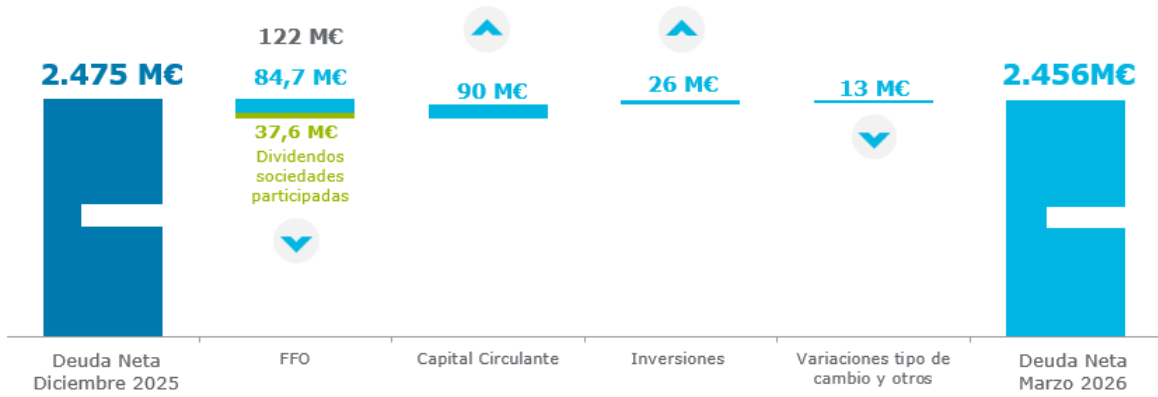 122 M€
2.475 M€
84,7 M€
90 M€
26 M€
13 M€
2.456M€
37,6 M€
Dividendos
sociedades
participadas
Deuda Neta
Diciembre 2025
FFO
Capital Circulante
Inversiones
Variaciones tipo de
cambio y otros
Deuda Neta
Marzo 2026